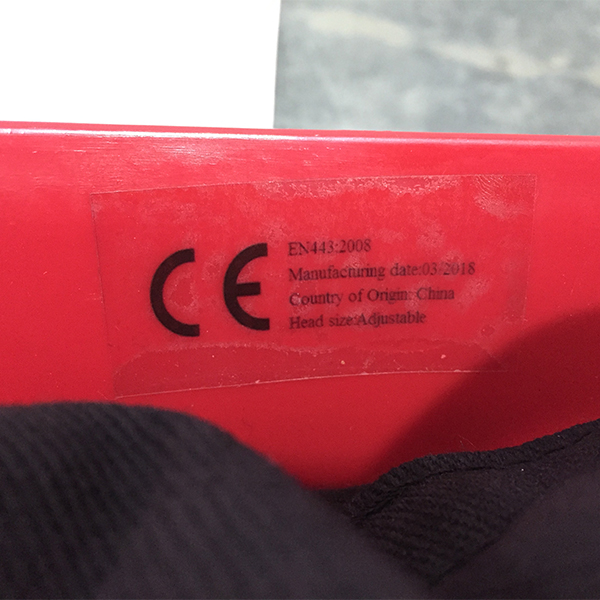 CE
EN443:2008
Manufacturing date:03-2018
Country of Origin: China
Head size:Adjustable